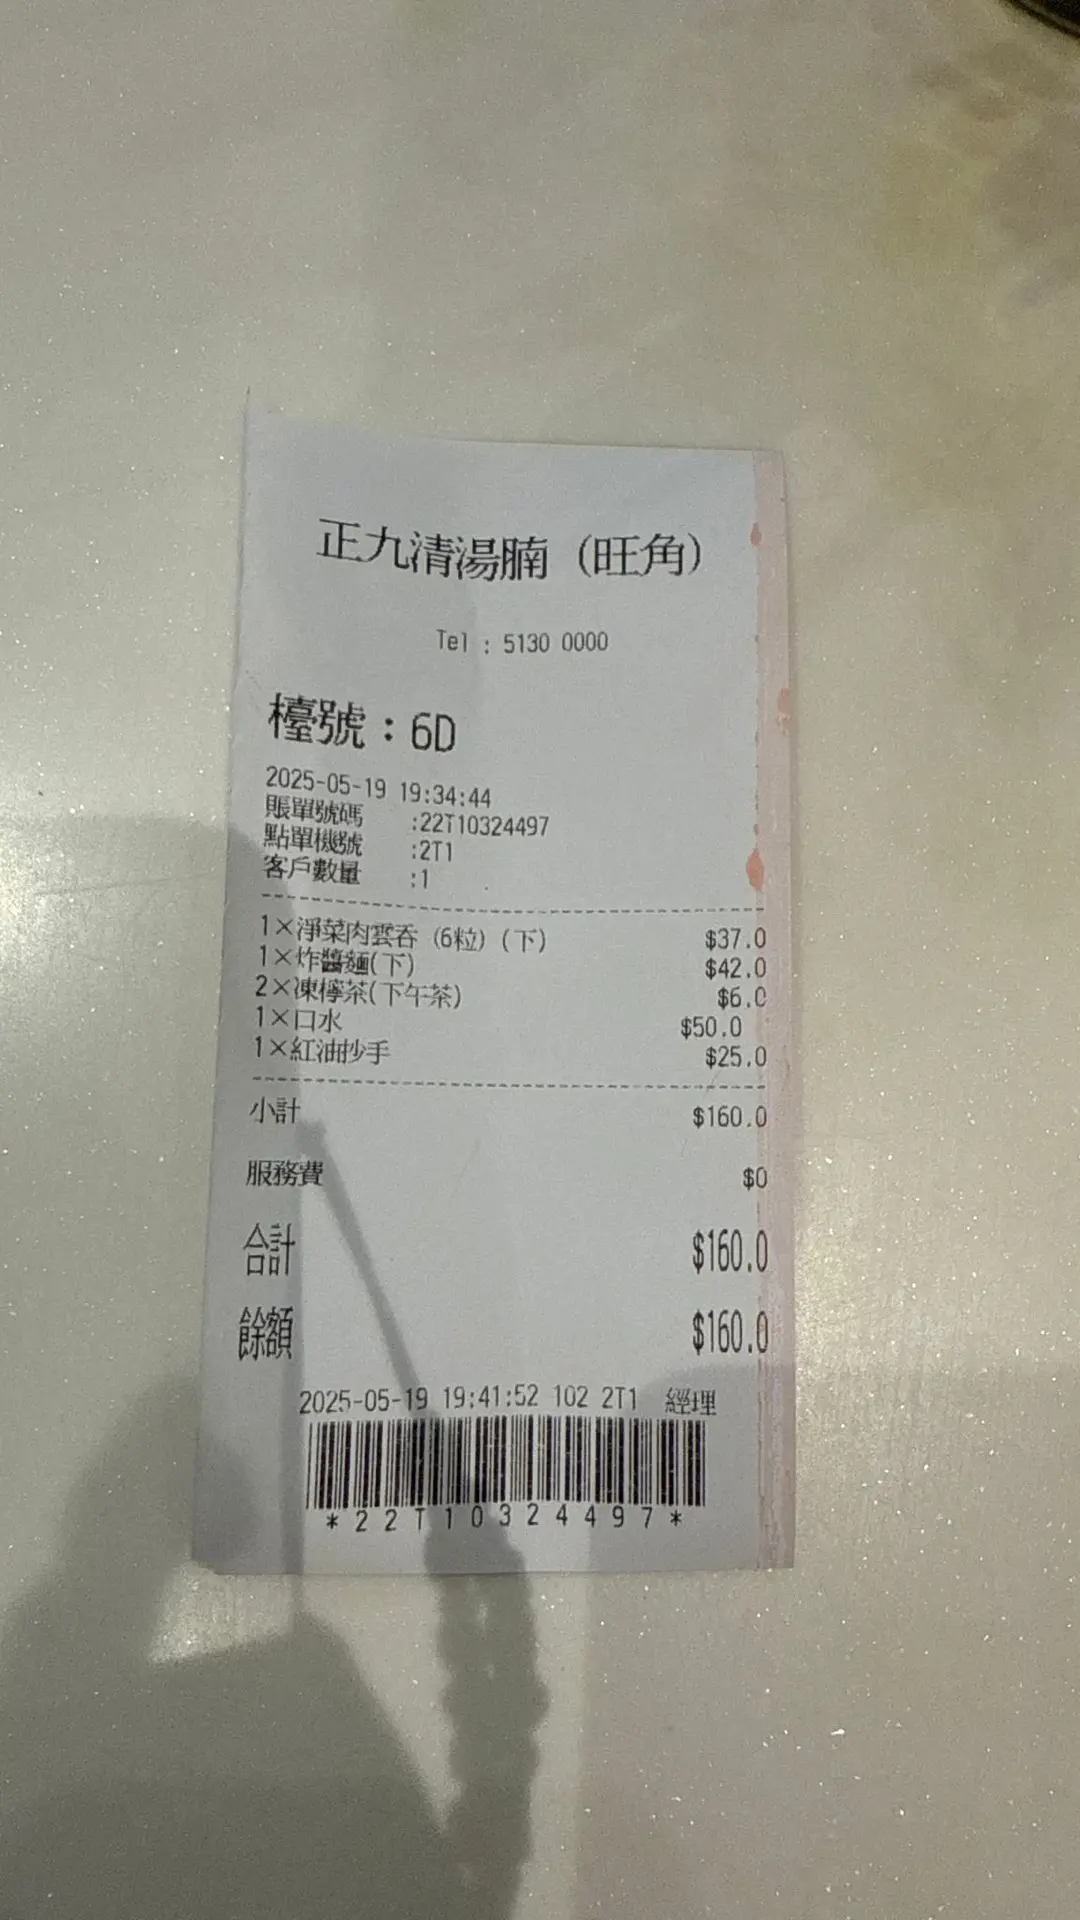 正九清湯腩 (旺角)
Tel : 5130 0000
檯號：6D
2025-05-19 19:34:44
賬單號碼 :22T10324497
點單機號 :2T1
客戶數量 :1
1×淨菜肉雲吞 (6粒) (下) $37.0
1×炸醬麵(下) $42.0
2×凍檸茶(下午茶) $6.0
1×口水 $50.0
1×紅油抄手 $25.0
小計 $160.0
服務費 $0
合計 $160.0
餘額 $160.0
2025-05-19 19:41:52 102 2T1 經理
*22T10324497*